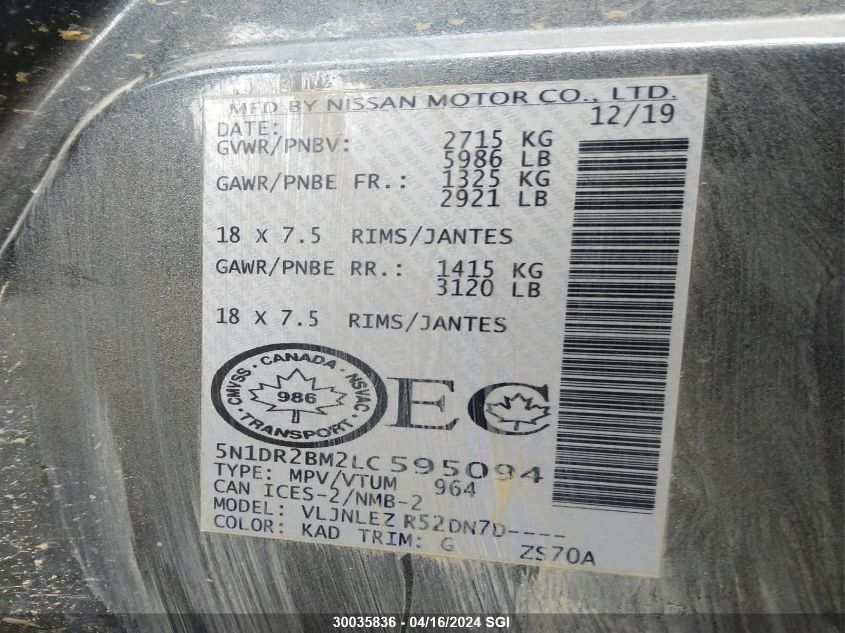 MFD BY NISSAN MOTOR CO., LTD.
DATE: 12/19
GVWR/PNBV: 2715 KG
5986 LB
GAWR/PNBE FR.: 1325 KG
2921 LB
18 X 7.5 RIMS/JANTES
GAWR/PNBE RR.: 1415 KG
3120 LB
18 X 7.5 RIMS/JANTES
CMVSS · CANADA · NSVAC · TRANSPORT
986
EC
5N1DR2BM2LC595094
TYPE: MPV/VTUM 964
CAN ICES-2/NMB-2
MODEL: VLJNLEZ R52DN7D----
COLOR: KAD TRIM: G ZS70A
30035836 - 04/16/2024 SGI